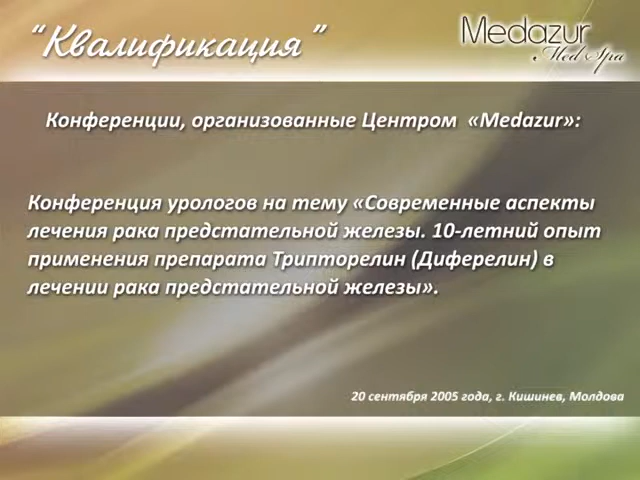 “Квалификация”
Medazur
Med Spa
Конференции, организованные Центром «Medazur»:
Конференция урологов на тему «Современные аспекты
лечения рака предстательной железы. 10-летний опыт
применения препарата Трипторелин (Диферелин) в
лечении рака предстательной железы».
20 сентября 2005 года, г. Кишинев, Молдова